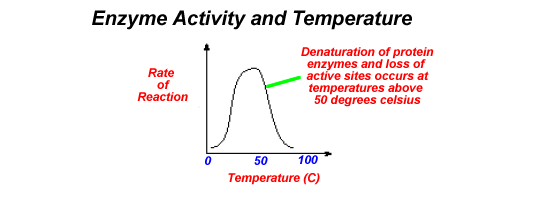 Enzyme Activity and Temperature
Rate
of
Reaction
Denaturation of protein
enzymes and loss of
active sites occurs at
temperatures above
50 degrees celsius
0 50 100
Temperature (C)